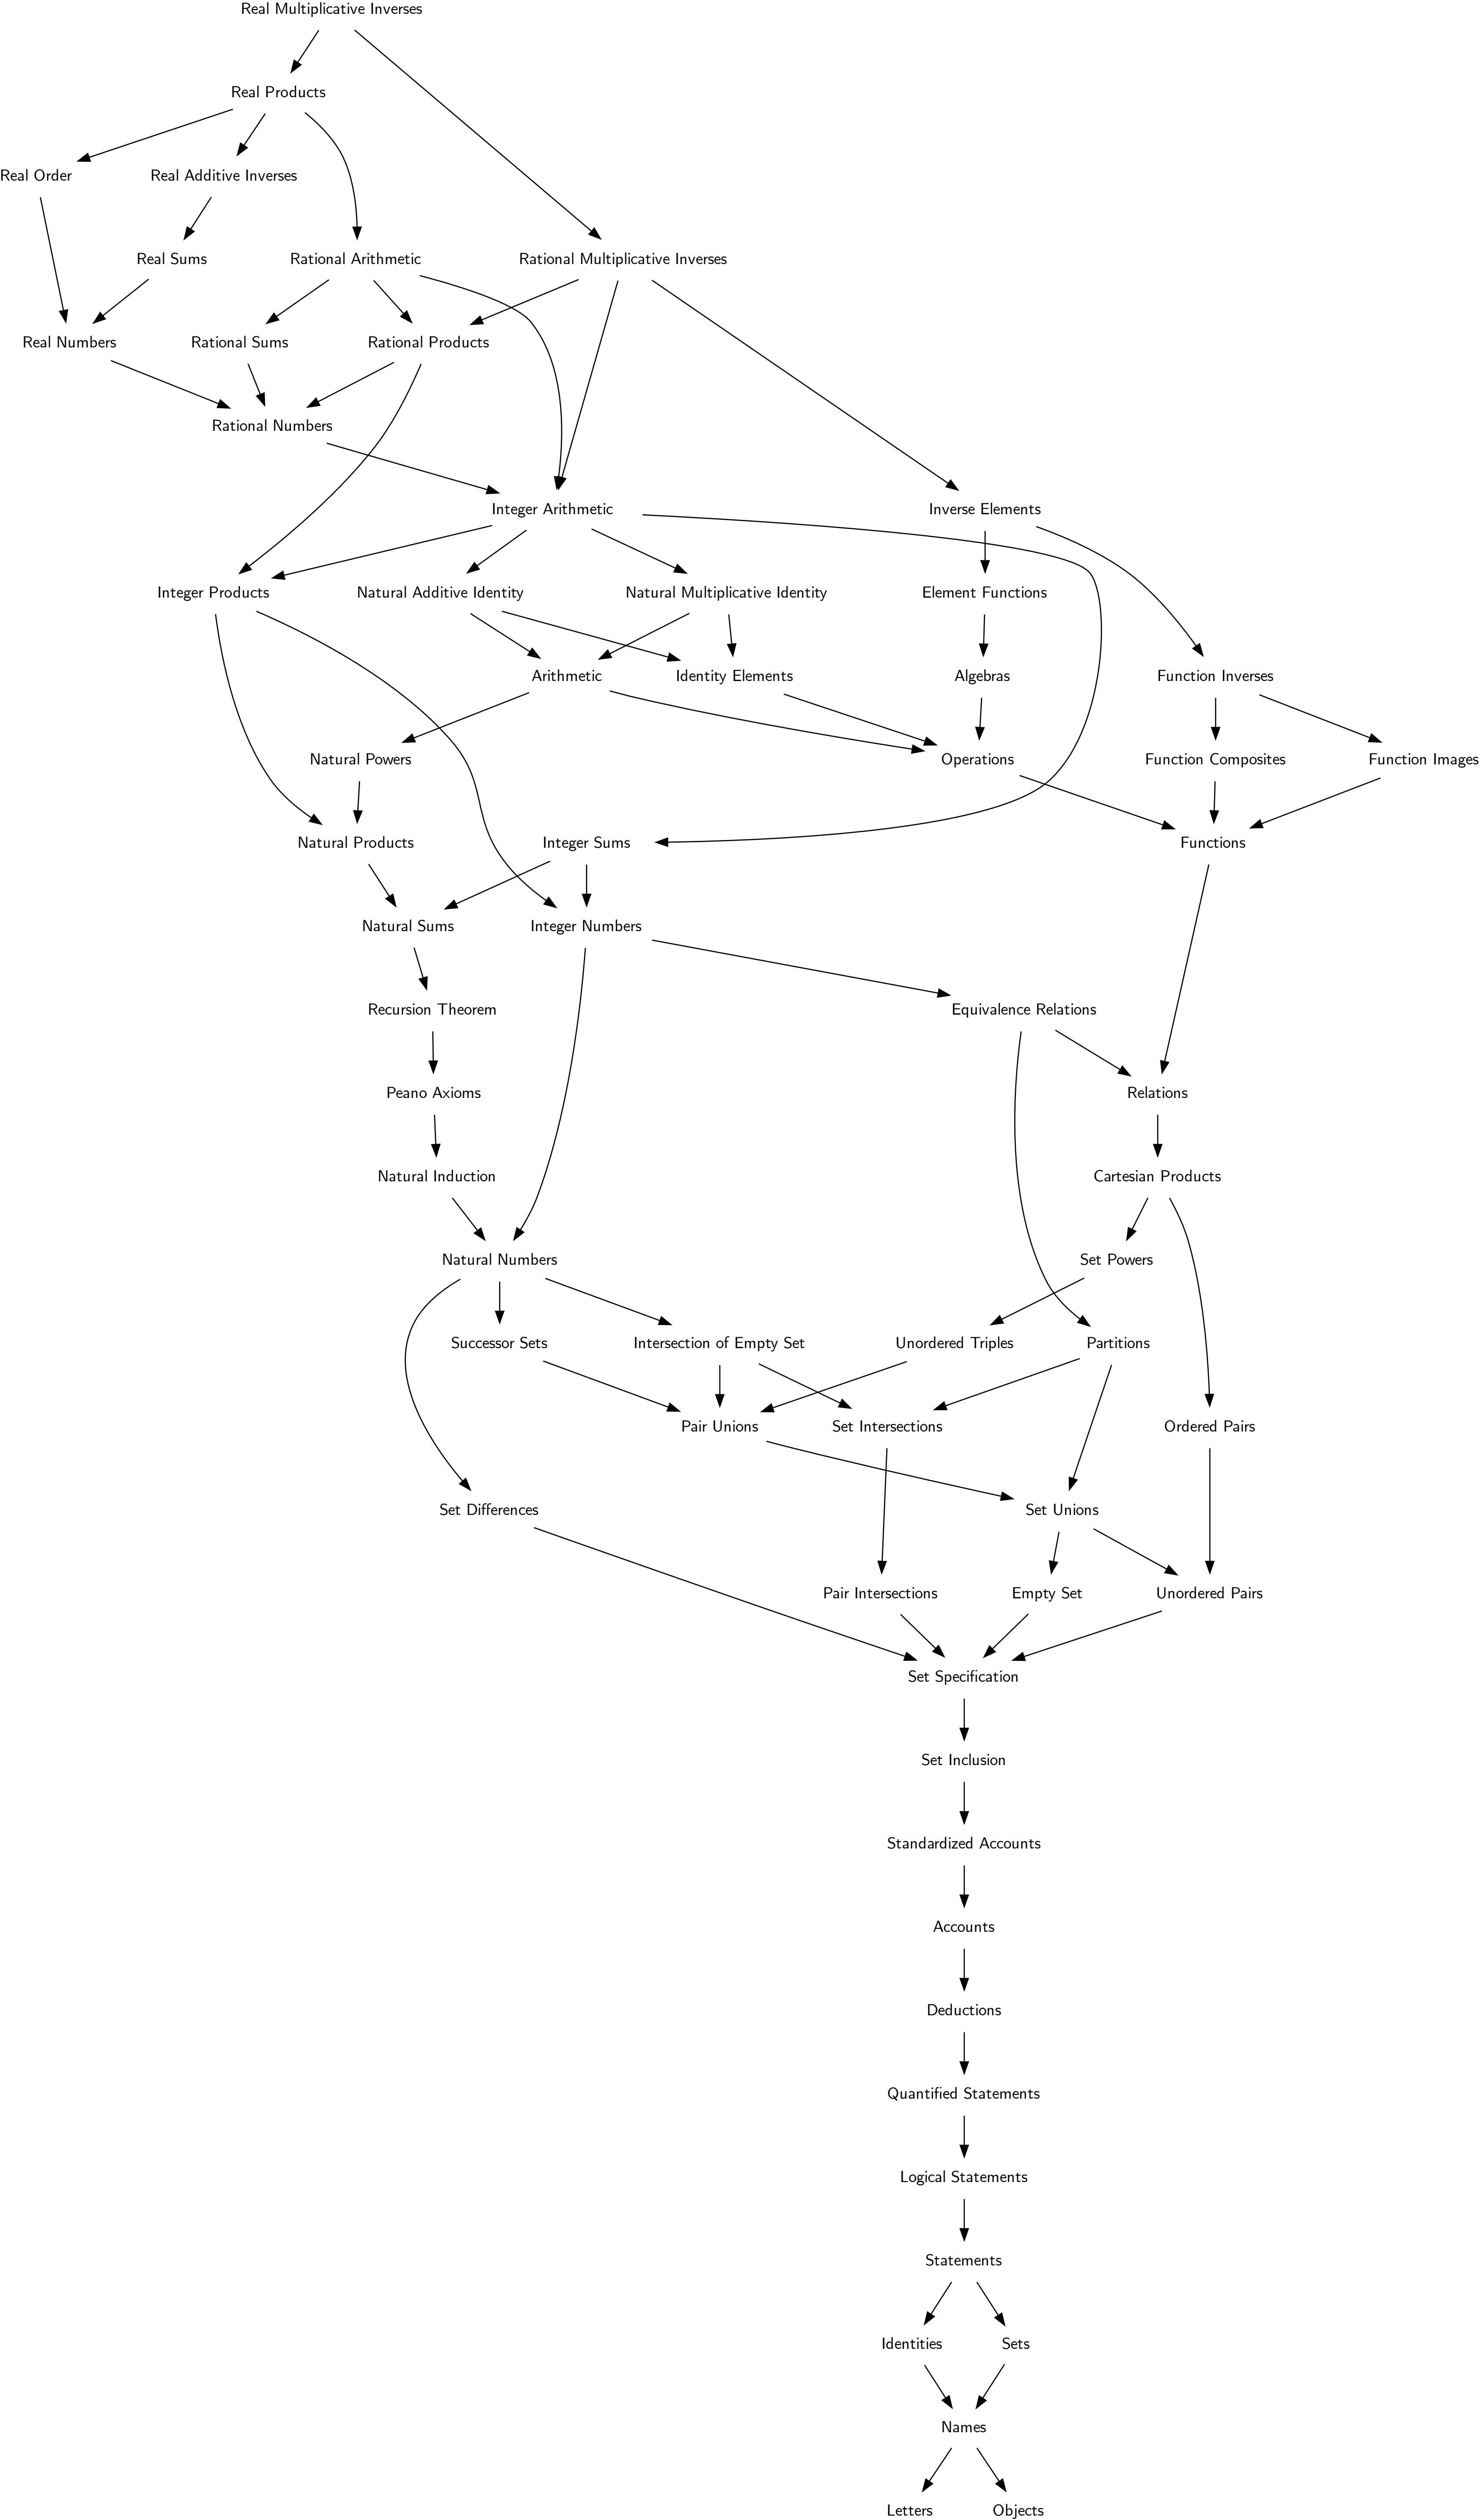 Real Multiplicative Inverses
Real Products
Real Order
Real Additive Inverses
Real Sums
Rational Arithmetic
Rational Multiplicative Inverses
Real Numbers
Rational Sums
Rational Products
Rational Numbers
Integer Arithmetic
Inverse Elements
Integer Products
Natural Additive Identity
Natural Multiplicative Identity
Element Functions
Arithmetic
Identity Elements
Algebras
Function Inverses
Natural Powers
Operations
Function Composites
Function Images
Natural Products
Integer Sums
Functions
Natural Sums
Integer Numbers
Recursion Theorem
Equivalence Relations
Peano Axioms
Relations
Natural Induction
Cartesian Products
Natural Numbers
Set Powers
Successor Sets
Intersection of Empty Set
Unordered Triples
Partitions
Pair Unions
Set Intersections
Ordered Pairs
Set Differences
Set Unions
Pair Intersections
Empty Set
Unordered Pairs
Set Specification
Set Inclusion
Standardized Accounts
Accounts
Deductions
Quantified Statements
Logical Statements
Statements
Identities
Sets
Names
Letters
Objects